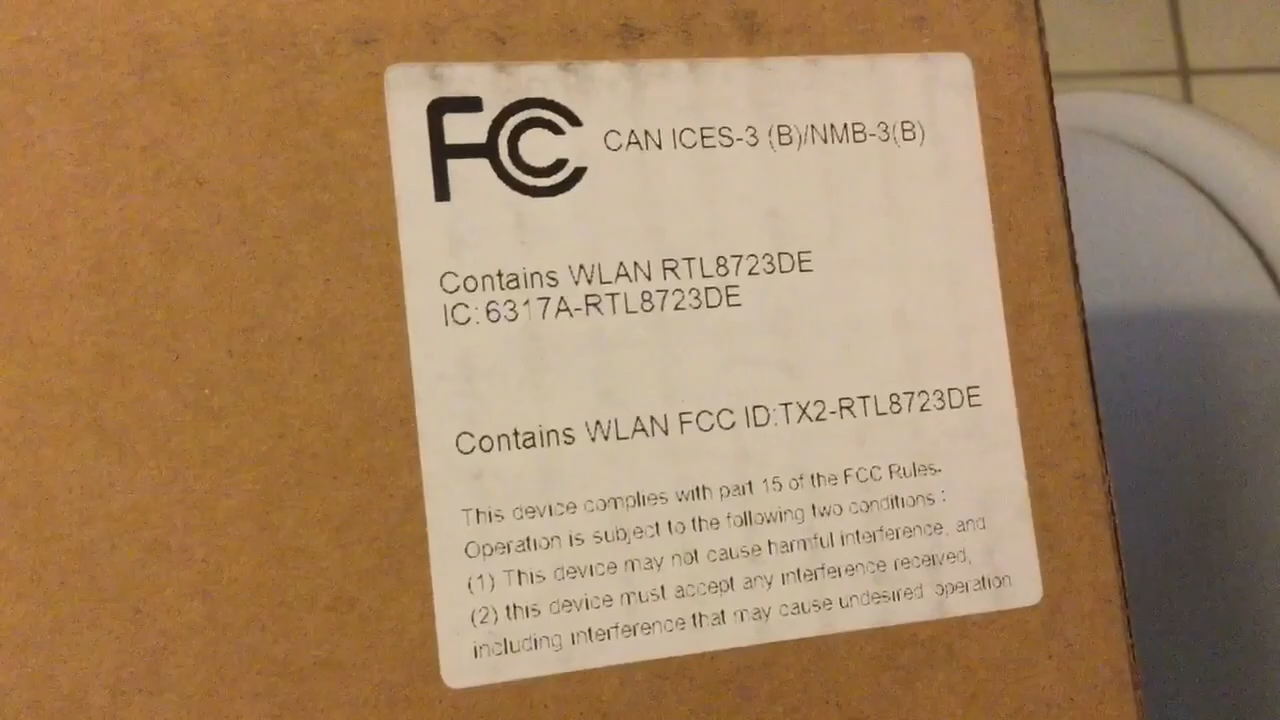 FC CAN ICES-3 (B)/NMB-3(B)
Contains WLAN RTL8723DE
IC:6317A-RTL8723DE
Contains WLAN FCC ID:TX2-RTL8723DE
This device complies with part 15 of the FCC Rules.
Operation is subject to the following two conditions :
(1) This device may not cause harmful interference, and
(2) this device must accept any interference received,
including interference that may cause undesired operation